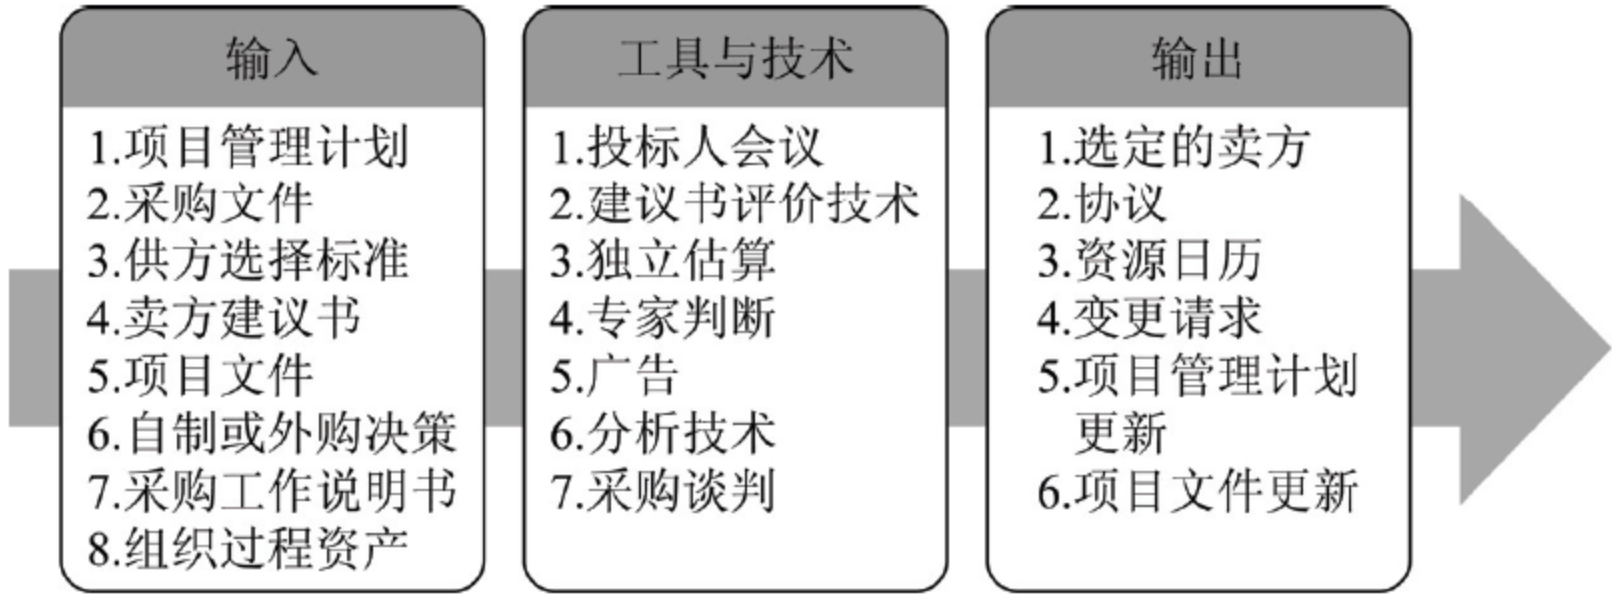 输入
1.项目管理计划
2.采购文件
3.供方选择标准
4.卖方建议书
5.项目文件
6.自制或外购决策
7.采购工作说明书
8.组织过程资产
工具与技术
1.投标人会议
2.建议书评价技术
3.独立估算
4.专家判断
5.广告
6.分析技术
7.采购谈判
输出
1.选定的卖方
2.协议
3.资源日历
4.变更请求
5.项目管理计划
更新
6.项目文件更新